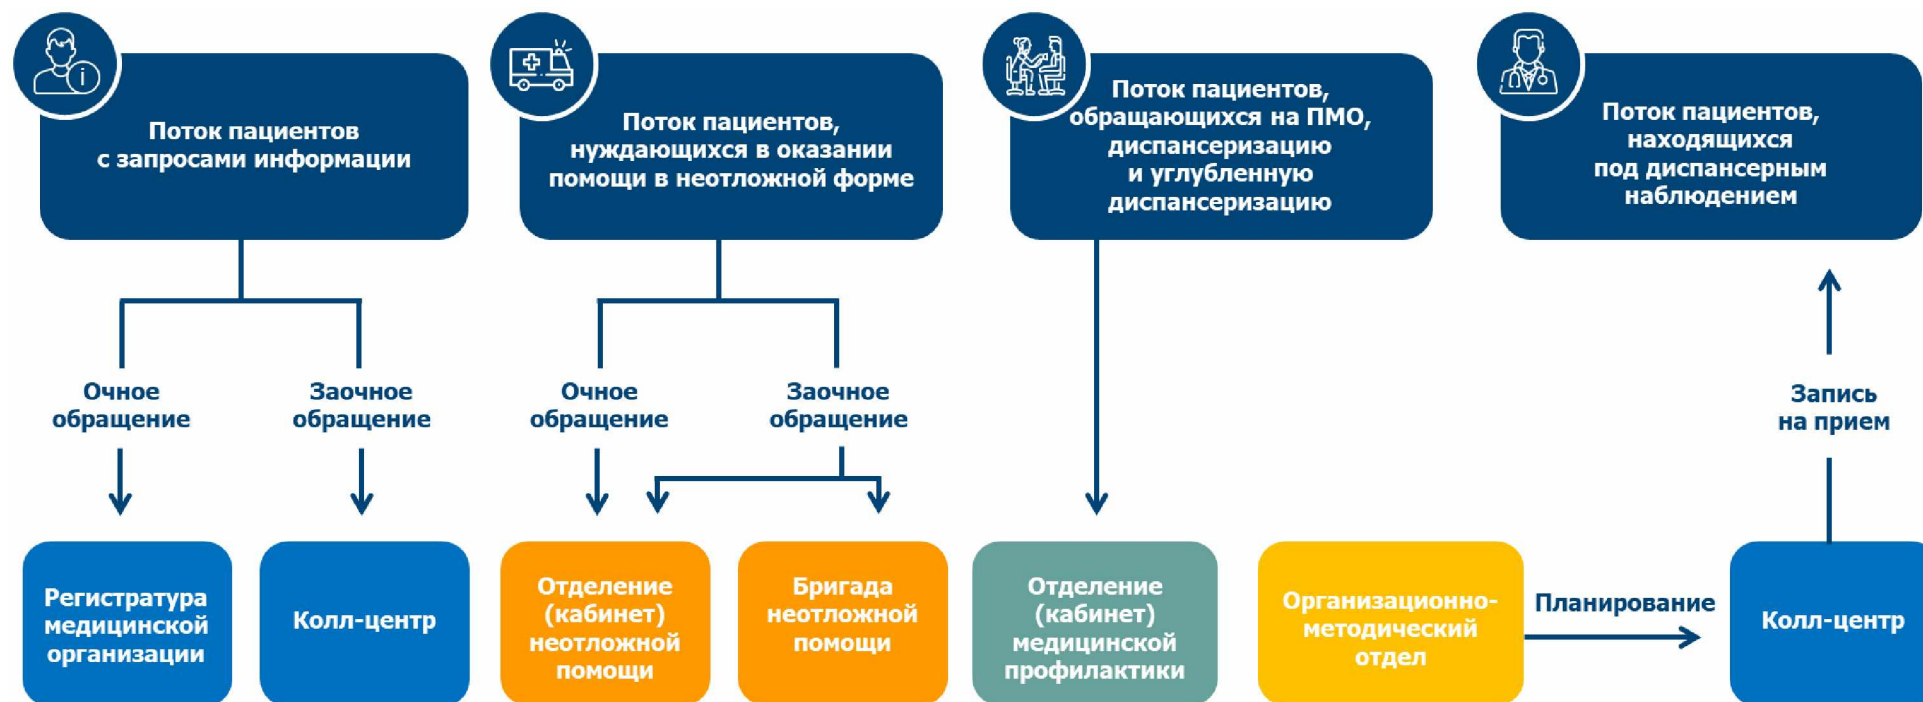 Поток пациентов
с запросами информации
Поток пациентов,
нуждающихся в оказании
помощи в неотложной форме
Поток пациентов,
обращающихся на ПМО,
диспансеризацию
и углубленную
диспансеризацию
Поток пациентов,
находящихся
под диспансерным
наблюдением
Очное
обращение
Заочное
обращение
Очное
обращение
Заочное
обращение
Запись
на прием
Регистратура
медицинской
организации
Колл-центр
Отделение
(кабинет)
неотложной
помощи
Бригада
неотложной
помощи
Отделение
(кабинет)
медицинской
профилактики
Организационно-
методический
отдел
Планирование
Колл-центр